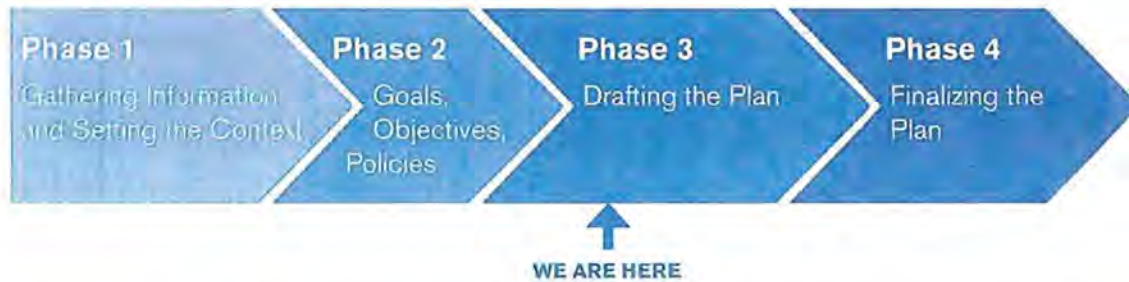 Phase 1
Gathering Information
and Setting the Context
Phase 2
Goals,
Objectives,
Policies
Phase 3
Drafting the Plan
Phase 4
Finalizing the
Plan
WE ARE HERE